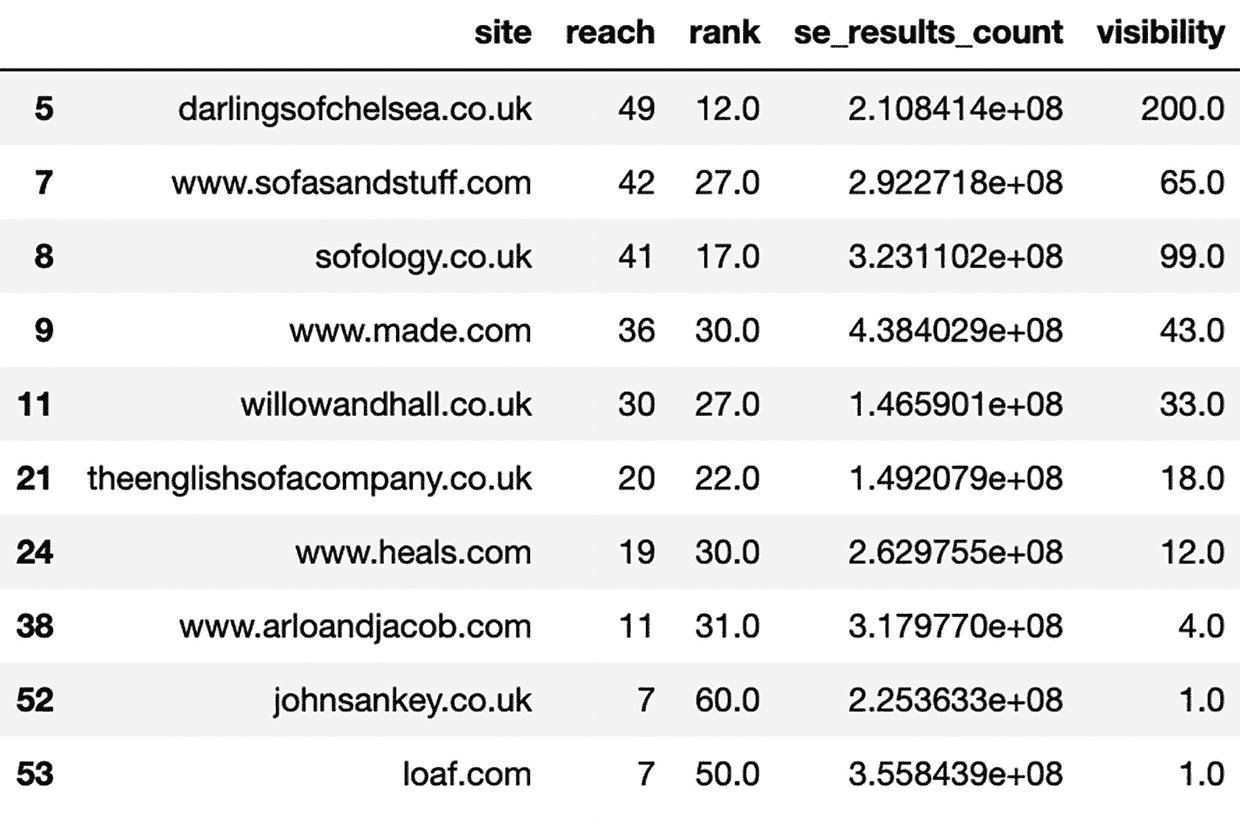 site reach rank se_results_count visibility
5 darlingsofchelsea.co.uk 49 12.0 2.108414e+08 200.0
7 www.sofasandstuff.com 42 27.0 2.922718e+08 65.0
8 sofology.co.uk 41 17.0 3.231102e+08 99.0
9 www.made.com 36 30.0 4.384029e+08 43.0
11 willowandhall.co.uk 30 27.0 1.465901e+08 33.0
21 theenglishsofacompany.co.uk 20 22.0 1.492079e+08 18.0
24 www.heals.com 19 30.0 2.629755e+08 12.0
38 www.arloandjacob.com 11 31.0 3.179770e+08 4.0
52 johnsankey.co.uk 7 60.0 2.253633e+08 1.0
53 loaf.com 7 50.0 3.558439e+08 1.0